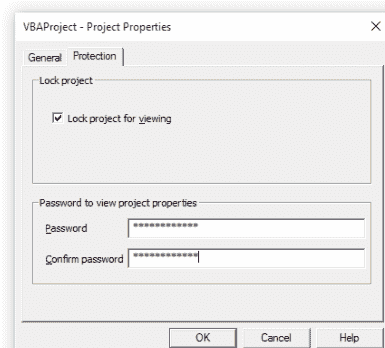 VBAProject - Project Properties
General Protection
Lock project
Lock project for viewing
Password to view project properties
Password ************
Confirm password ************
OK Cancel Help